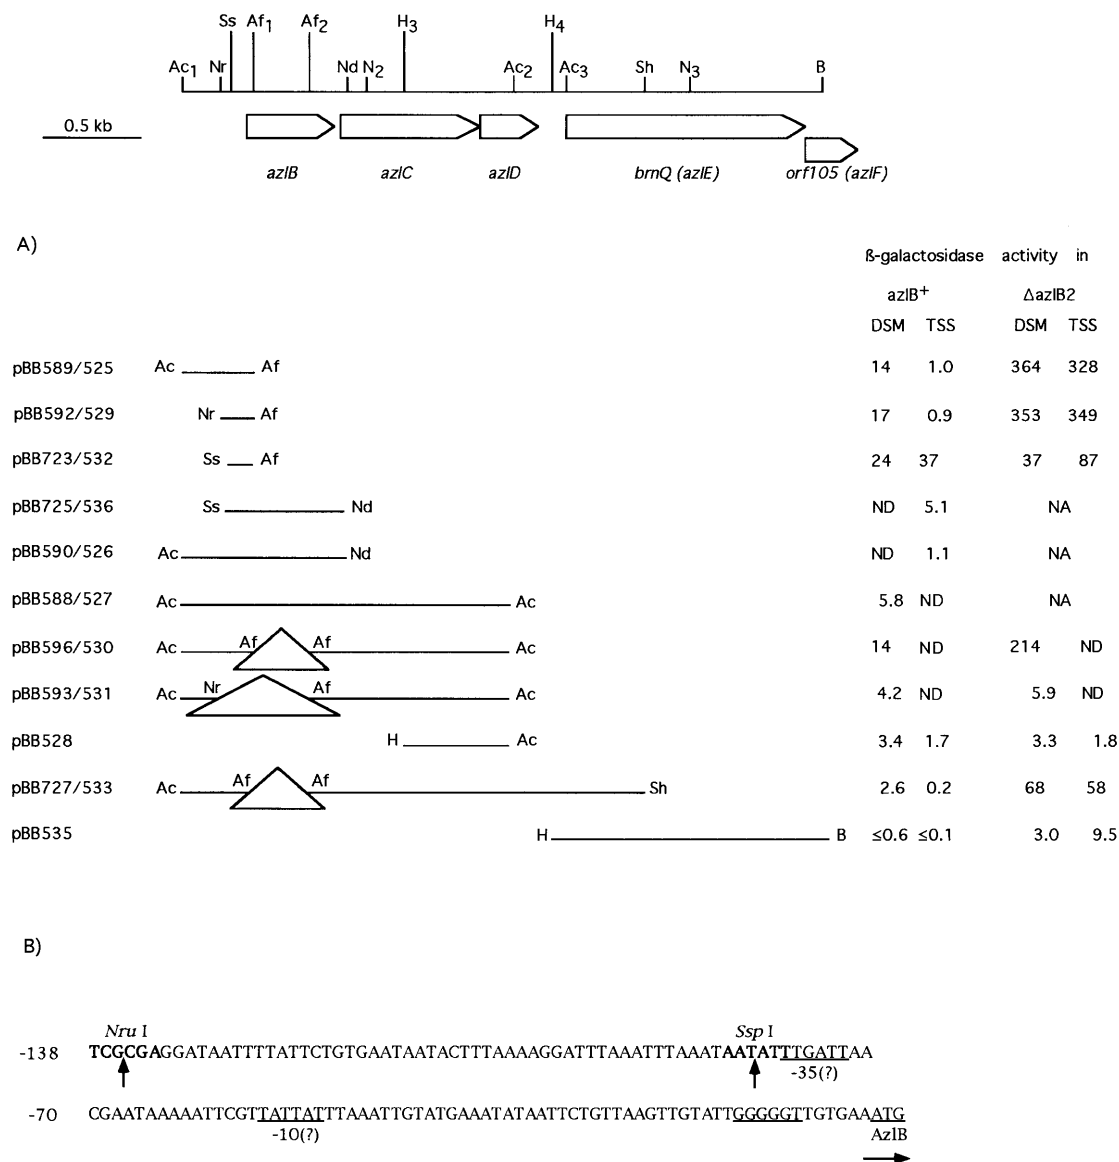 Ss Af1 Af2 H3 H4
Ac1 Nr Nd N2 Ac2 Ac3 Sh N3 B
0.5 kb
azlB azlC azlD brnQ (azlE) orf105 (azlF)
A)
ß-galactosidase activity in
azlB+ ΔazlB2
DSM TSS DSM TSS
pBB589/525 Ac Af 14 1.0 364 328
pBB592/529 Nr Af 17 0.9 353 349
pBB723/532 Ss Af 24 37 37 87
pBB725/536 Ss Nd ND 5.1 NA
pBB590/526 Ac Nd ND 1.1 NA
pBB588/527 Ac Ac 5.8 ND NA
pBB596/530 Ac Af Af Ac 14 ND 214 ND
pBB593/531 Ac Nr Af Ac 4.2 ND 5.9 ND
pBB528 H Ac 3.4 1.7 3.3 1.8
pBB727/533 Ac Af Af Sh 2.6 0.2 68 58
pBB535 H B ≤0.6 ≤0.1 3.0 9.5
B)
Nru I Ssp I
-138 TCGCGAGGATAATTTTATTCTGTGAATAATACTTTAAAAGGATTTAAATTTAAATAATATTTGATTAA
-35(?)
-70 CGAATAAAAATTCGTTATTATTTAAATTGTATGAAATATAATTCTGTTAAGTTGTATTGGGGGTTGTGAAATG
-10(?) AzlB